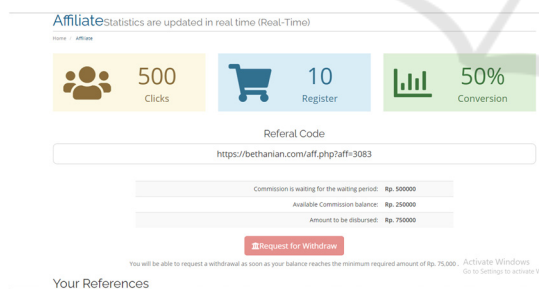 Affiliate Statistics are updated in real time (Real-Time)
Home / Affiliate
500
Clicks
10
Register
50%
Conversion
Referal Code
https://bethanian.com/aff.php?aff=3083
Commission is waiting for the waiting period: Rp. 500000
Available Commission balance: Rp. 250000
Amount to be disbursed: Rp. 750000
Request for Withdraw
You will be able to request a withdrawal as soon as your balance reaches the minimum required amount of Rp. 75,000.
Activate Windows
Go to Settings to activate
Your References